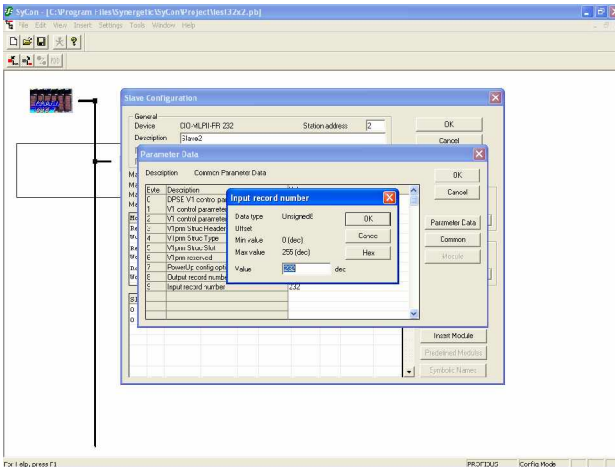 SyCon - [C:\Program Files\Synergetic\SyCon\Project\test32x2.pb]
File Edit View Insert Settings Tools Window Help
Slave Configuration
General
Device CIO-MLPII-FR 232 Station address 2
Description Slave2
OK
Cancel
Parameter Data
Description Common Parameter Data
OK
Cancel
Parameter Data
Common
Module
Byte Description
0 DPSE V1 contro
1 V1 control parameter
2 V1 control parameter
3 V1prm Struc Header
4 V1prm Struc Type
5 V1prm Struc Slot
6 V1prm reserved
7 PowerUp config opti
8 Output record numbe
9 Input record number 232
Input record number
Data type Unsigned8
Offset
Min value 0 (dec)
Max value 255 (dec)
Value 232 dec
OK
Cancel
Hex
Insert Module
Predefined Modules
Symbolic Names
For Help, press F1
PROFIBUS Config Mode